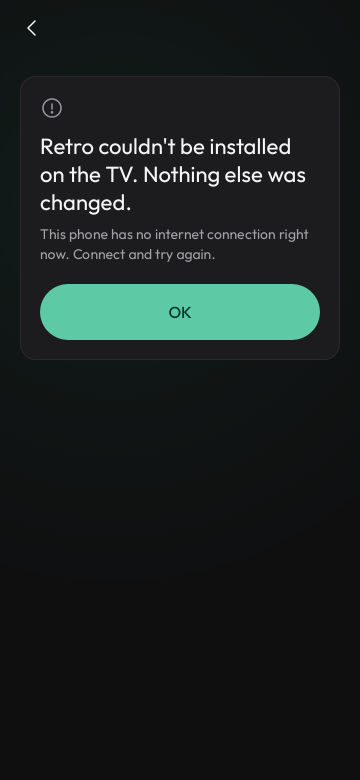 Retro couldn't be installed
on the TV. Nothing else was
changed.
This phone has no internet connection right
now. Connect and try again.
OK